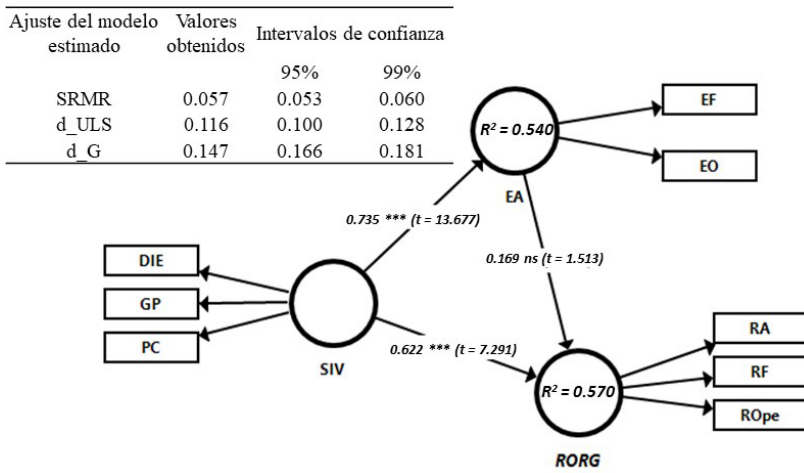 Ajuste del modelo estimado Valores obtenidos Intervalos de confianza
95% 99%
SRMR 0.057 0.053 0.060
d_ULS 0.116 0.100 0.128
d_G 0.147 0.166 0.181
R² = 0.540
EA
EF
EO
0.735 *** (t = 13.677)
0.169 ns (t = 1.513)
DIE
GP
PC
SIV
0.622 *** (t = 7.291)
R² = 0.570
RORG
RA
RF
ROpe